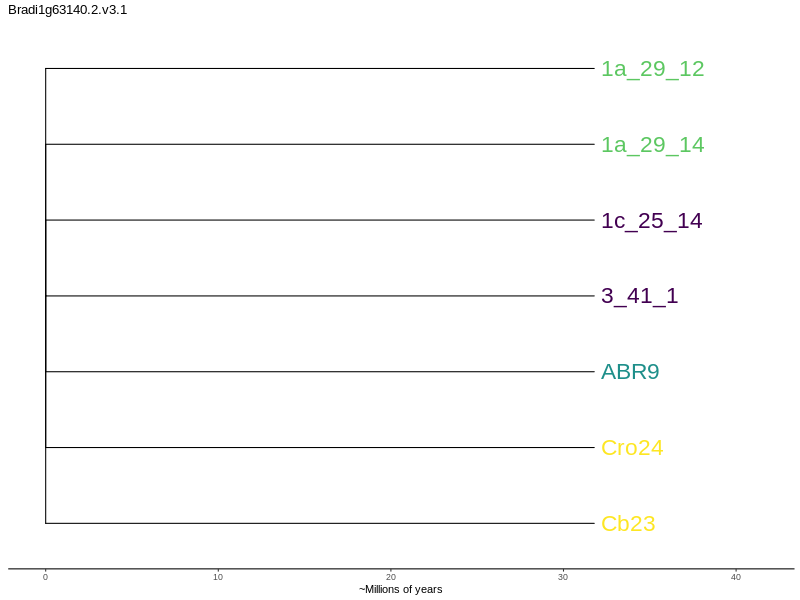 Bradi1g63140.2.v3.1
1a_29_12
1a_29_14
1c_25_14
3_41_1
ABR9
Cro24
Cb23
0 10 20 30 40
~Millions of years